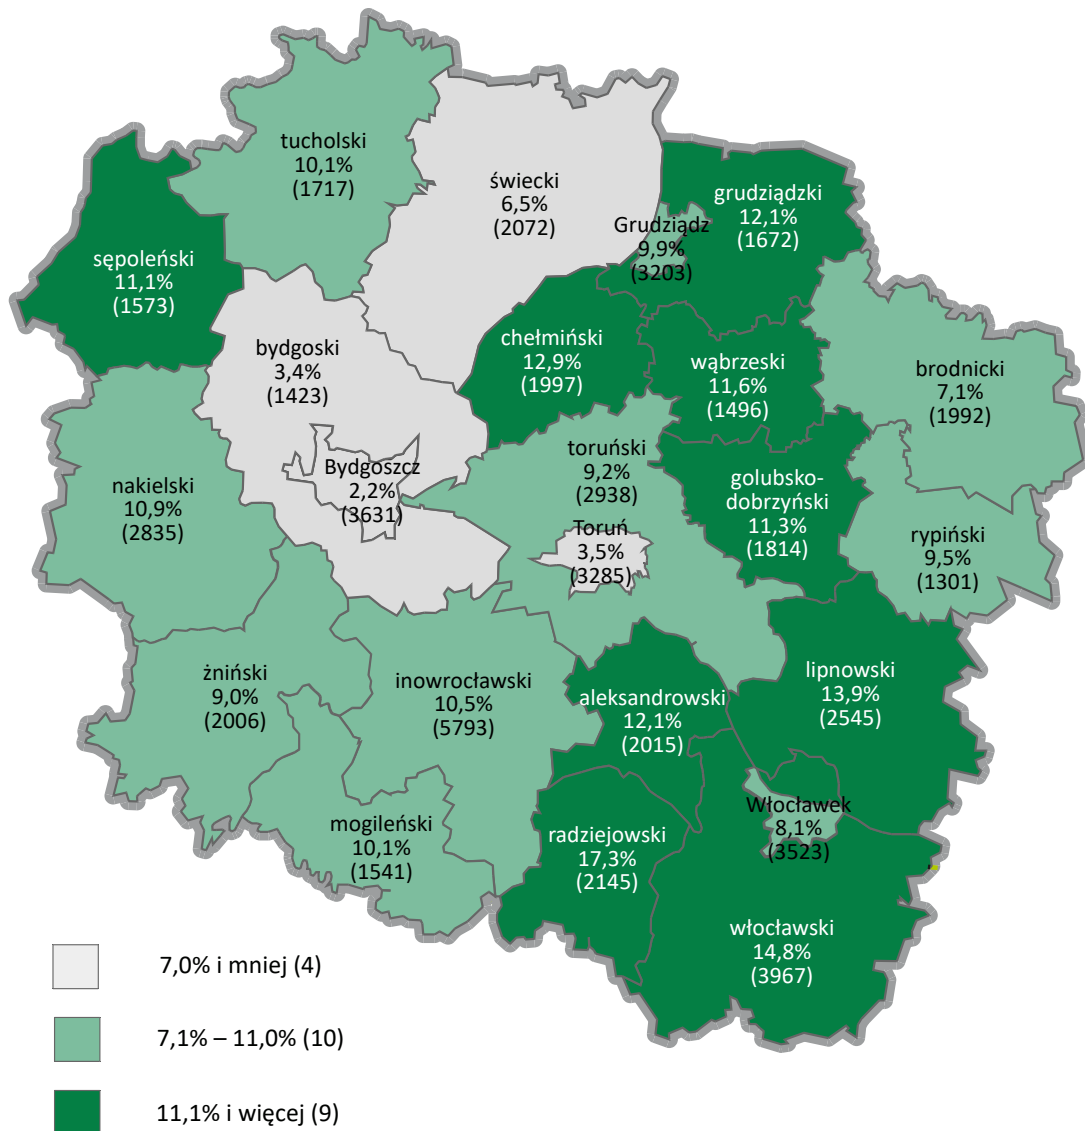 tucholski
10,1%
(1717)
świecki
6,5%
(2072)
grudziądzki
12,1%
(1672)
Grudziądz
9,9%
(3203)
sępoleński
11,1%
(1573)
bydgoski
3,4%
(1423)
chełmiński
12,9%
(1997)
wąbrzeski
11,6%
(1496)
brodnicki
7,1%
(1992)
nakielski
10,9%
(2835)
Bydgoszcz
2,2%
(3631)
toruński
9,2%
(2938)
golubsko-
dobrzyński
11,3%
(1814)
Toruń
3,5%
(3285)
rypiński
9,5%
(1301)
żniński
9,0%
(2006)
inowrocławski
10,5%
(5793)
aleksandrowski
12,1%
(2015)
lipnowski
13,9%
(2545)
mogileński
10,1%
(1541)
radziejowski
17,3%
(2145)
Włocławek
8,1%
(3523)
włocławski
14,8%
(3967)
7,0% i mniej (4)
7,1% – 11,0% (10)
11,1% i więcej (9)